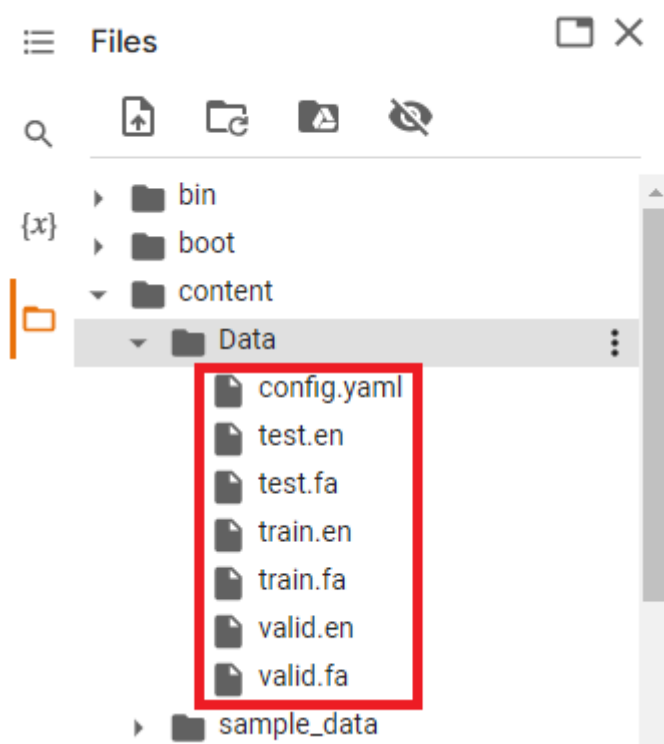 Files
{x}
bin
boot
content
Data
config.yaml
test.en
test.fa
train.en
train.fa
valid.en
valid.fa
sample_data